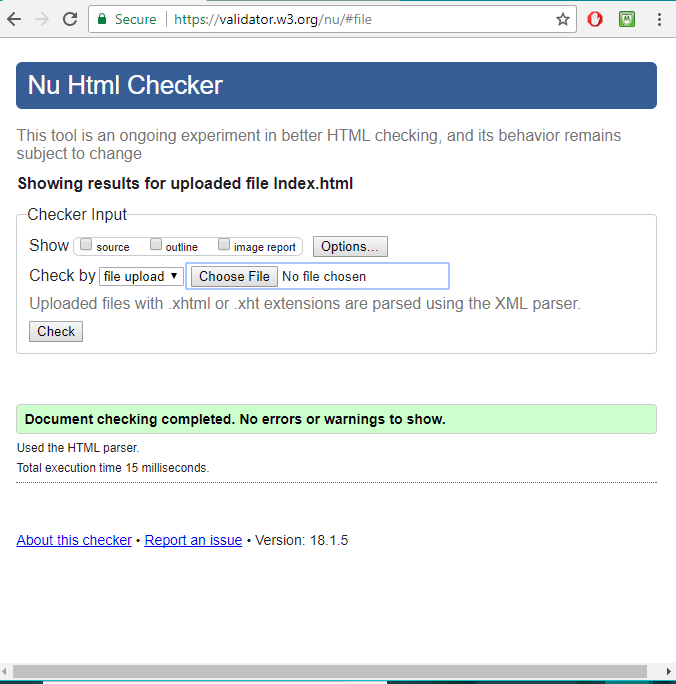 Secure https://validator.w3.org/nu/#file
Nu Html Checker
This tool is an ongoing experiment in better HTML checking, and its behavior remains
subject to change
Showing results for uploaded file Index.html
Checker Input
Show source outline image report Options...
Check by file upload Choose File No file chosen
Uploaded files with .xhtml or .xht extensions are parsed using the XML parser.
Check
Document checking completed. No errors or warnings to show.
Used the HTML parser.
Total execution time 15 milliseconds.
About this checker • Report an issue • Version: 18.1.5